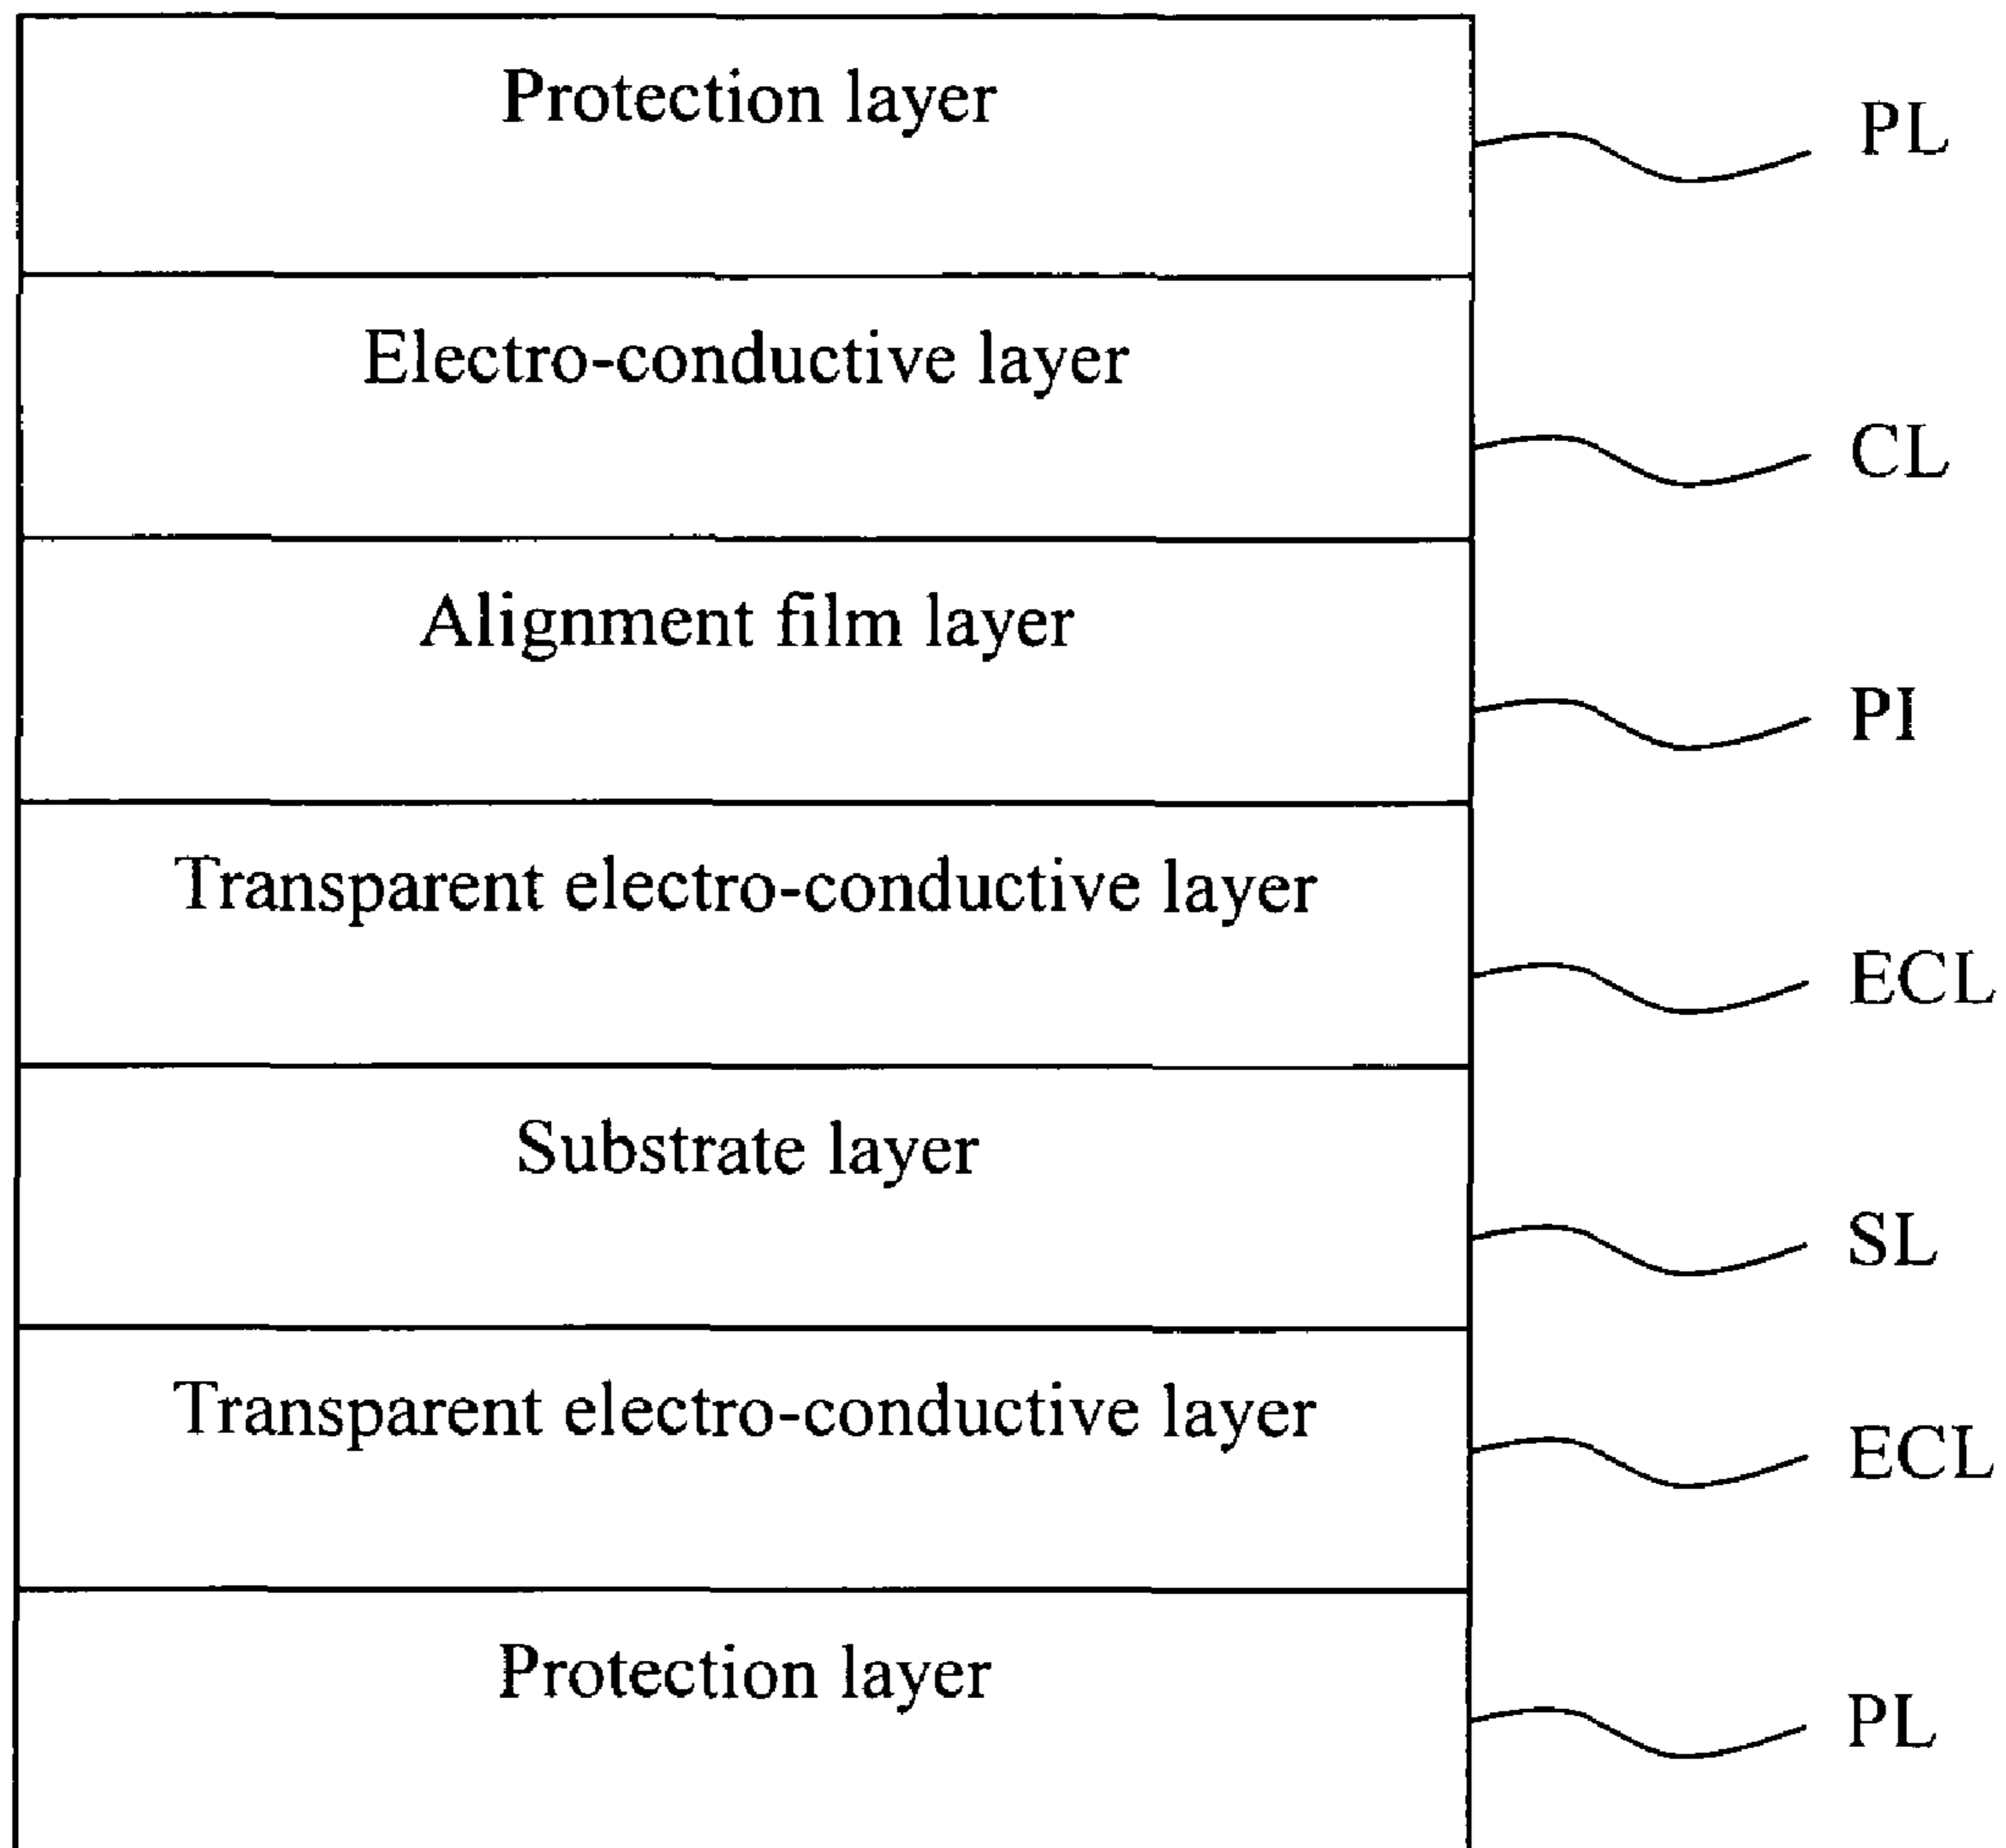 Protection layer
PL
Electro-conductive layer
CL
Alignment film layer
PI
Transparent electro-conductive layer
ECL
Substrate layer
SL
Transparent electro-conductive layer
ECL
Protection layer
PL